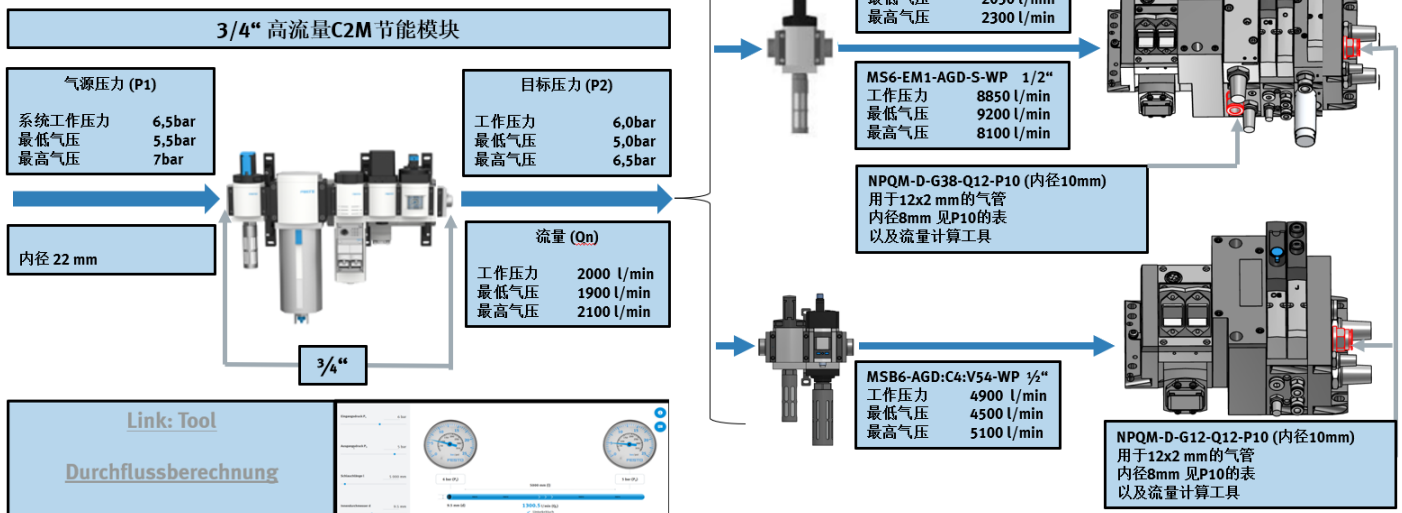 3/4“ 高流量C2M节能模块
气源压力 (P1)
系统工作压力 6,5bar
最低气压 5,5bar
最高气压 7bar
内径 22 mm
3/4“
目标压力 (P2)
工作压力 6,0bar
最低气压 5,0bar
最高气压 6,5bar
流量 (Qn)
工作压力 2000 l/min
最低气压 1900 l/min
最高气压 2100 l/min
最高气压 2300 l/min
MS6-EM1-AGD-S-WP 1/2“
工作压力 8850 l/min
最低气压 9200 l/min
最高气压 8100 l/min
NPQM-D-G38-Q12-P10 (内径10mm)
用于12x2 mm的气管
内径8mm 见P10的表
以及流量计算工具
MSB6-AGD:C4:V54-WP ½“
工作压力 4900 l/min
最低气压 4500 l/min
最高气压 5100 l/min
NPQM-D-G12-Q12-P10 (内径10mm)
用于12x2 mm的气管
内径8mm 见P10的表
以及流量计算工具
Link: Tool
Durchflussberechnung